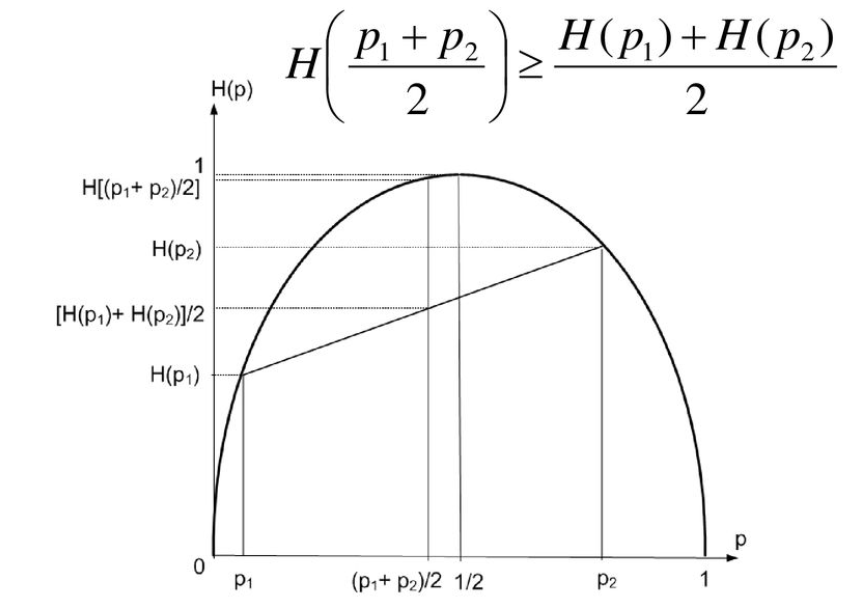 H((p₁ + p₂)/2) ≥ (H(p₁) + H(p₂))/2
H(p)
1
H[(p₁+ p₂)/2]
H(p₂)
[H(p₁)+ H(p₂)]/2
H(p₁)
0
p₁
(p₁+ p₂)/2
1/2
p₂
1
p